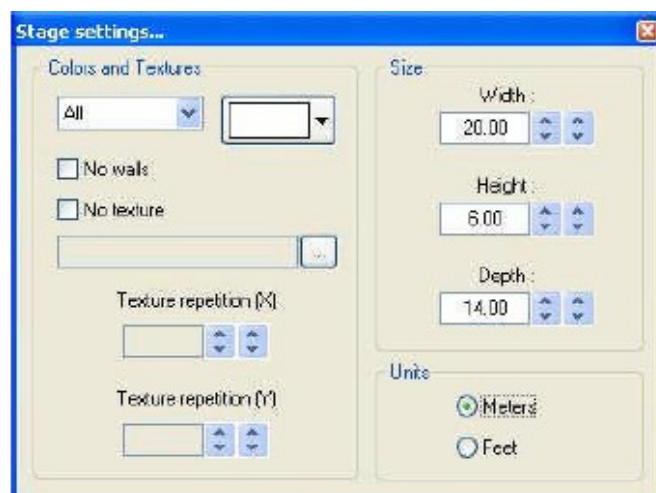 Stage settings...
Colors and Textures
All
No walls
No texture
...
Texture repetition (X)
Texture repetition (Y)
Size
Width :
20.00
Height :
6.00
Depth :
14.00
Units
Meters
Feet